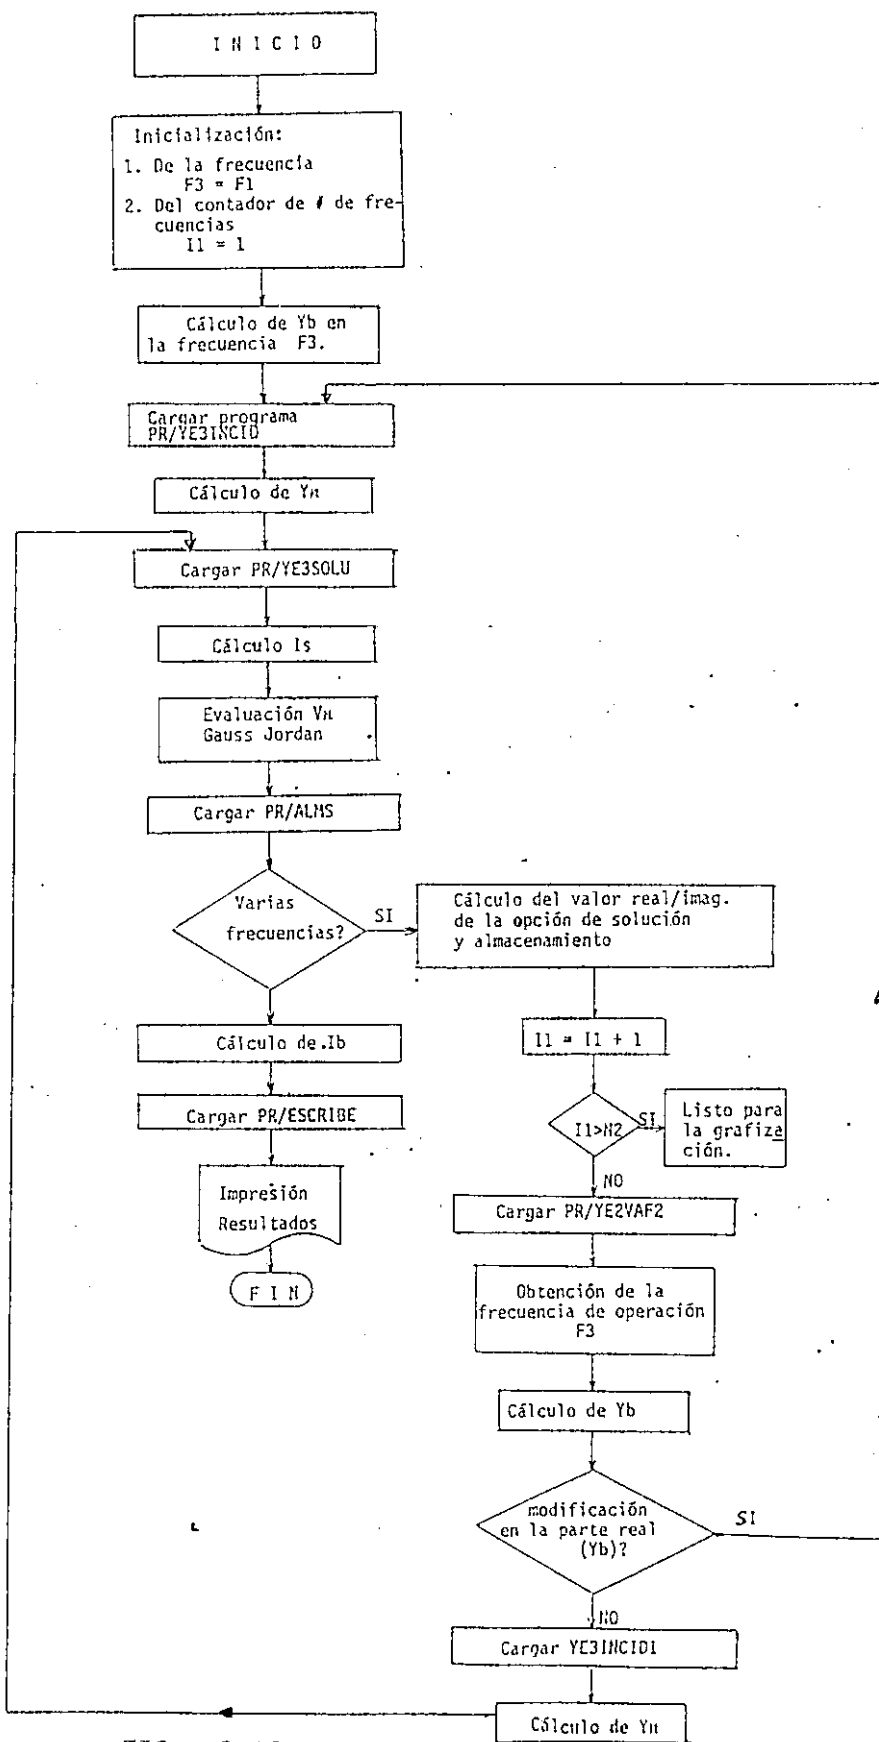 I N I C I O
Inicialización:
1. De la frecuencia
F3 = F1
2. Del contador de # de fre-
cuencias
I1 = 1
Cálculo de Yb en
la frecuencia F3.
Cargar programa
PR/YE3INCID
Cálculo de Yn
Cargar PR/YE3SOLU
Cálculo Is
Evaluación Vn
Gauss Jordan
Cargar PR/ALMS
Varias
frecuencias?
SI
Cálculo del valor real/imag.
de la opción de solución
y almacenamiento
Cálculo de Ib
I1 = I1 + 1
Cargar PR/ESCRIBE
I1>N2
SI
Listo para
la grafiza
ción.
NO
Impresión
Resultados
Cargar PR/YE2VAF2
F I N
Obtención de la
frecuencia de operación
F3
Cálculo de Yb
modificación
en la parte real
(Yb)?
SI
NO
Cargar YE3INCID1
Cálculo de Yn